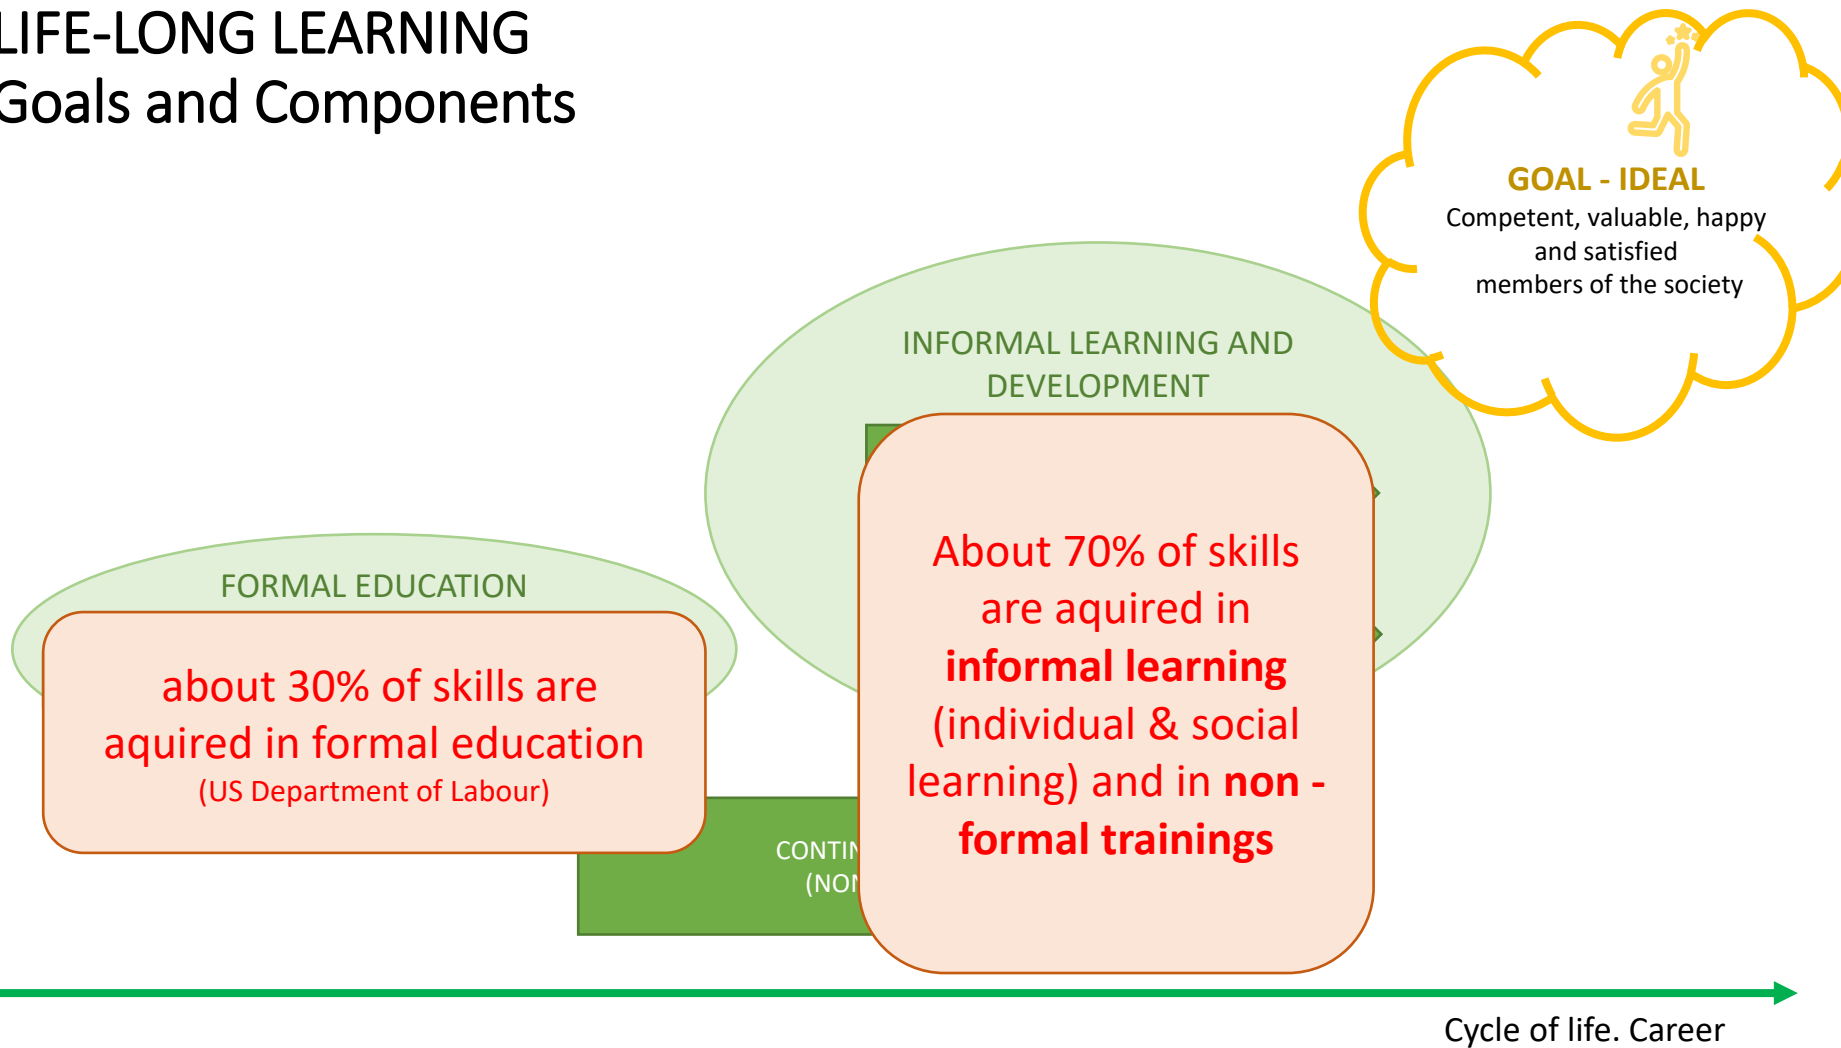 LIFE-LONG LEARNING
Goals and Components
GOAL - IDEAL
Competent, valuable, happy
and satisfied
members of the society
INFORMAL LEARNING AND
DEVELOPMENT
About 70% of skills
are aquired in
informal learning
(individual & social
learning) and in non -
formal trainings
FORMAL EDUCATION
about 30% of skills are
aquired in formal education
(US Department of Labour)
Cycle of life. Career